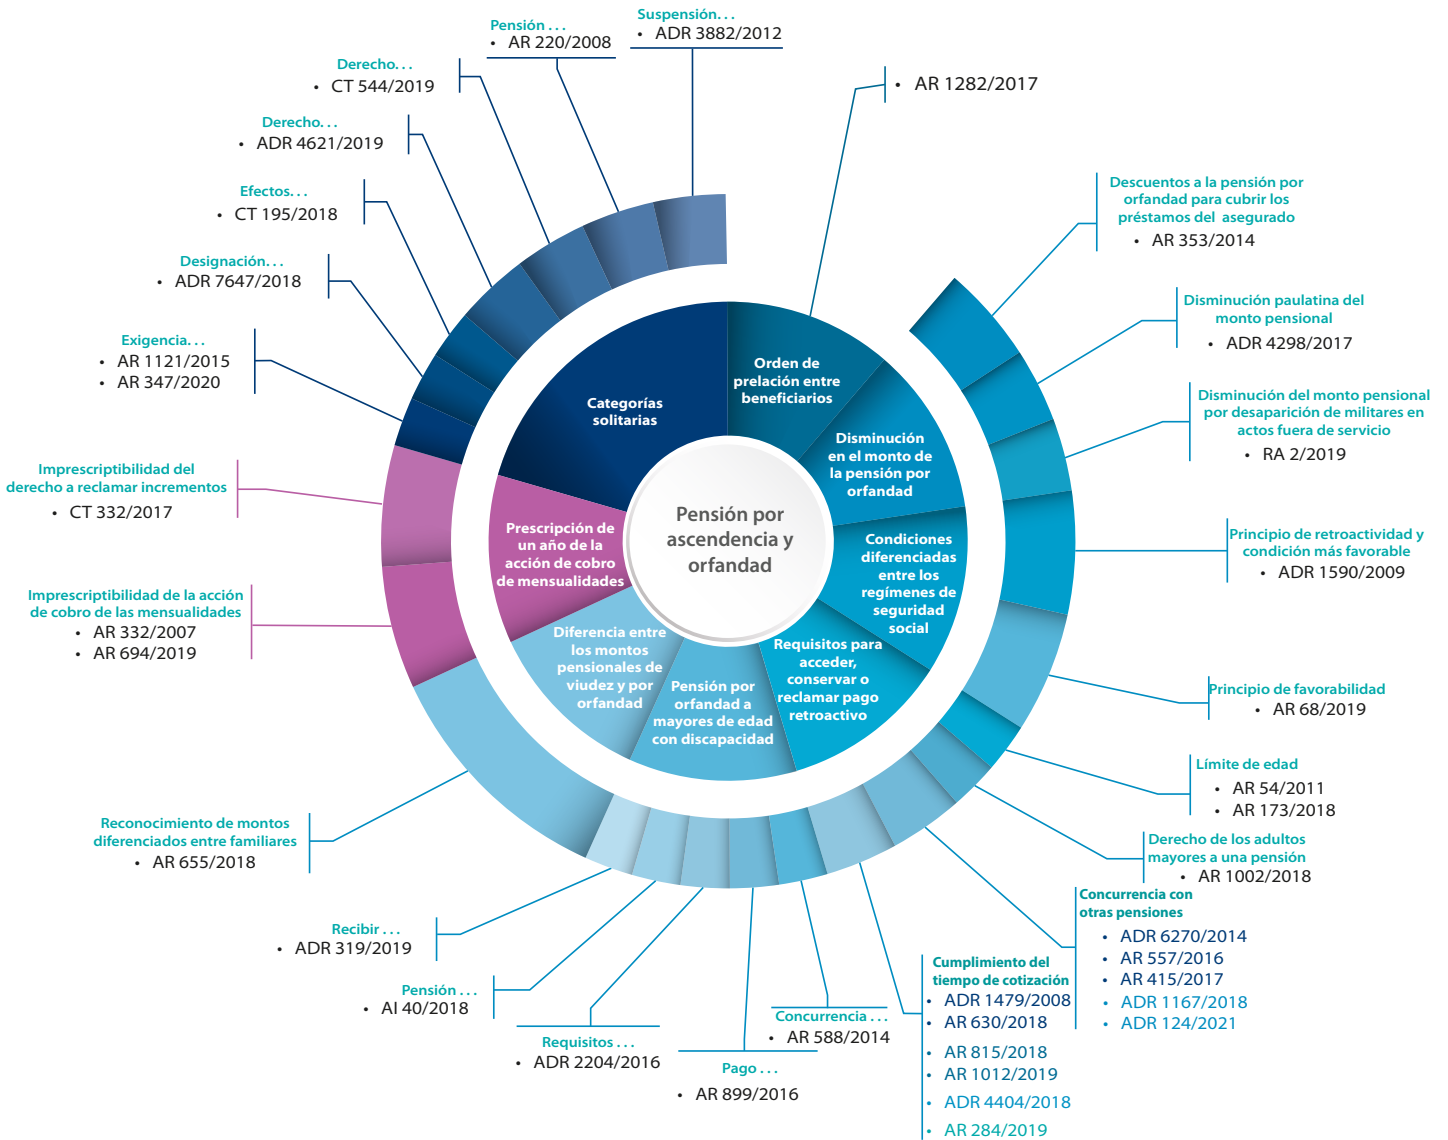 Pensión por
ascendencia y
orfandad
Orden de
prelación entre
beneficiarios
Disminución
en el monto de
la pensión por
orfandad
Condiciones
diferenciadas
entre los
regímenes de
seguridad
social
Requisitos para
acceder,
conservar o
reclamar pago
retroactivo
Pensión por
orfandad a
mayores de edad
con discapacidad
Diferencia entre
los montos
pensionales de
viudez y por
orfandad
Prescripción de
un año de la
acción de cobro
de mensualidades
Categorías
solitarias
• AR 1282/2017
Descuentos a la pensión por
orfandad para cubrir los
préstamos del asegurado
• AR 353/2014
Disminución paulatina del
monto pensional
• ADR 4298/2017
Disminución del monto pensional
por desaparición de militares en
actos fuera de servicio
• RA 2/2019
Principio de retroactividad y
condición más favorable
• ADR 1590/2009
Principio de favorabilidad
• AR 68/2019
Límite de edad
• AR 54/2011
• AR 173/2018
Derecho de los adultos
mayores a una pensión
• AR 1002/2018
Concurrencia con
otras pensiones
• ADR 6270/2014
• AR 557/2016
• AR 415/2017
• ADR 1167/2018
• ADR 124/2021
Cumplimiento del
tiempo de cotización
• ADR 1479/2008
• AR 630/2018
• AR 815/2018
• AR 1012/2019
• ADR 4404/2018
• AR 284/2019
Concurrencia . . .
• AR 588/2014
Pago . . .
• AR 899/2016
Requisitos . . .
• ADR 2204/2016
Pensión . . .
• AI 40/2018
Recibir . . .
• ADR 319/2019
Reconocimiento de montos
diferenciados entre familiares
• AR 655/2018
Imprescriptibilidad de la acción
de cobro de las mensualidades
• AR 332/2007
• AR 694/2019
Imprescriptibilidad del
derecho a reclamar incrementos
• CT 332/2017
Exigencia. . .
• AR 1121/2015
• AR 347/2020
Designación. . .
• ADR 7647/2018
Efectos. . .
• CT 195/2018
Derecho. . .
• ADR 4621/2019
Derecho. . .
• CT 544/2019
Pensión . . .
• AR 220/2008
Suspensión. . .
• ADR 3882/2012